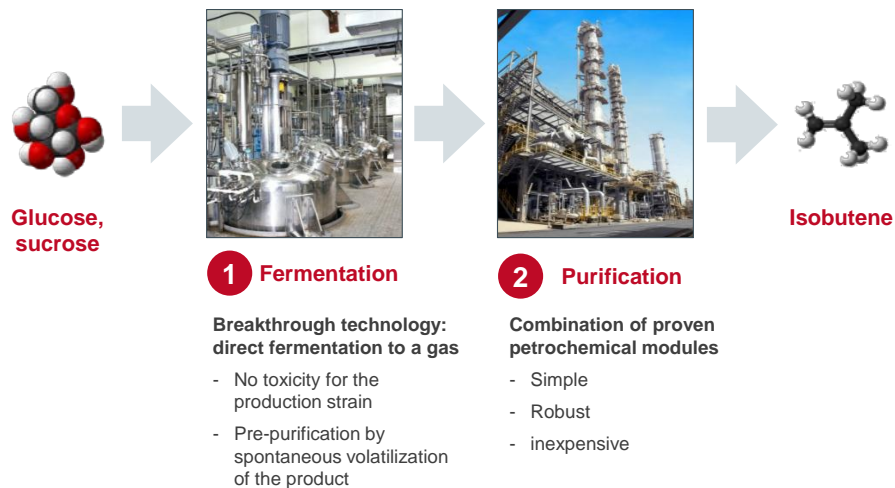 Glucose,
sucrose
Isobutene
1 Fermentation
Breakthrough technology:
direct fermentation to a gas
- No toxicity for the
production strain
- Pre-purification by
spontaneous volatilization
of the product
2 Purification
Combination of proven
petrochemical modules
- Simple
- Robust
- inexpensive